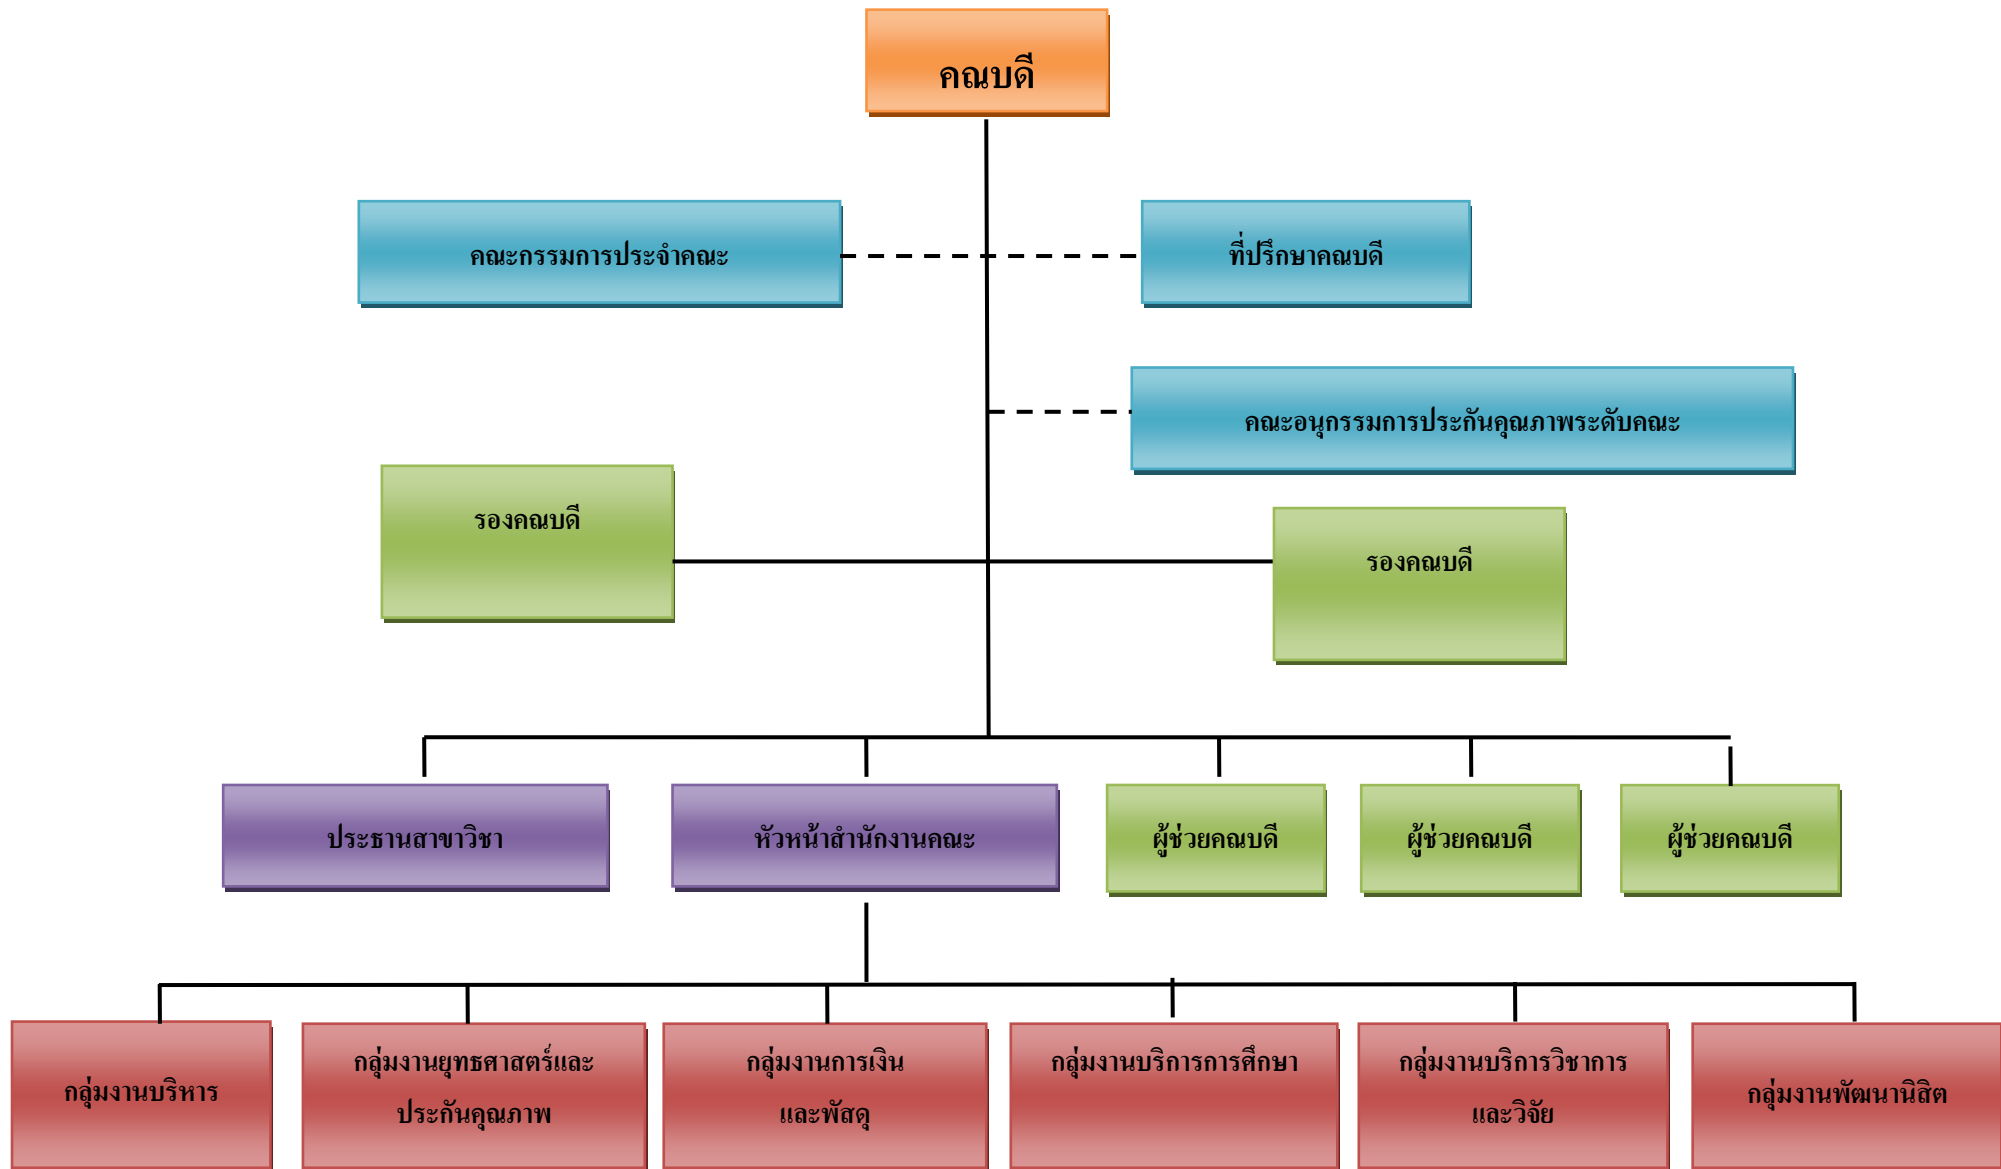 คณบดี
คณะกรรมการประจำคณะ
ที่ปรึกษาคณบดี
คณะอนุกรรมการประกันคุณภาพระดับคณะ
รองคณบดี
รองคณบดี
ประธานสาขาวิชา
หัวหน้าสำนักงานคณะ
ผู้ช่วยคณบดี
ผู้ช่วยคณบดี
ผู้ช่วยคณบดี
กลุ่มงานบริหาร
กลุ่มงานยุทธศาสตร์และ
ประกันคุณภาพ
กลุ่มงานการเงิน
และพัสดุ
กลุ่มงานบริการการศึกษา
กลุ่มงานบริการวิชาการ
และวิจัย
กลุ่มงานพัฒนานิสิต